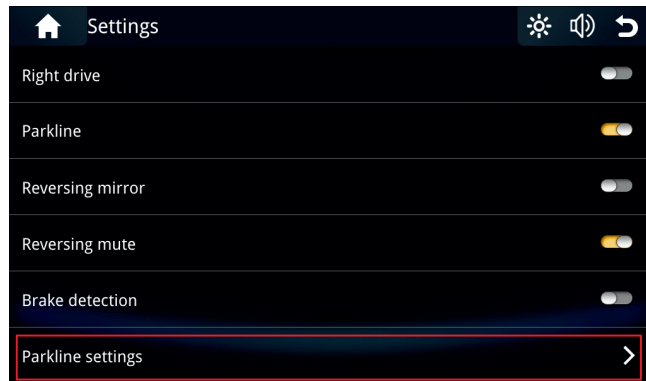 Settings
Right drive
Parkline
Reversing mirror
Reversing mute
Brake detection
Parkline settings